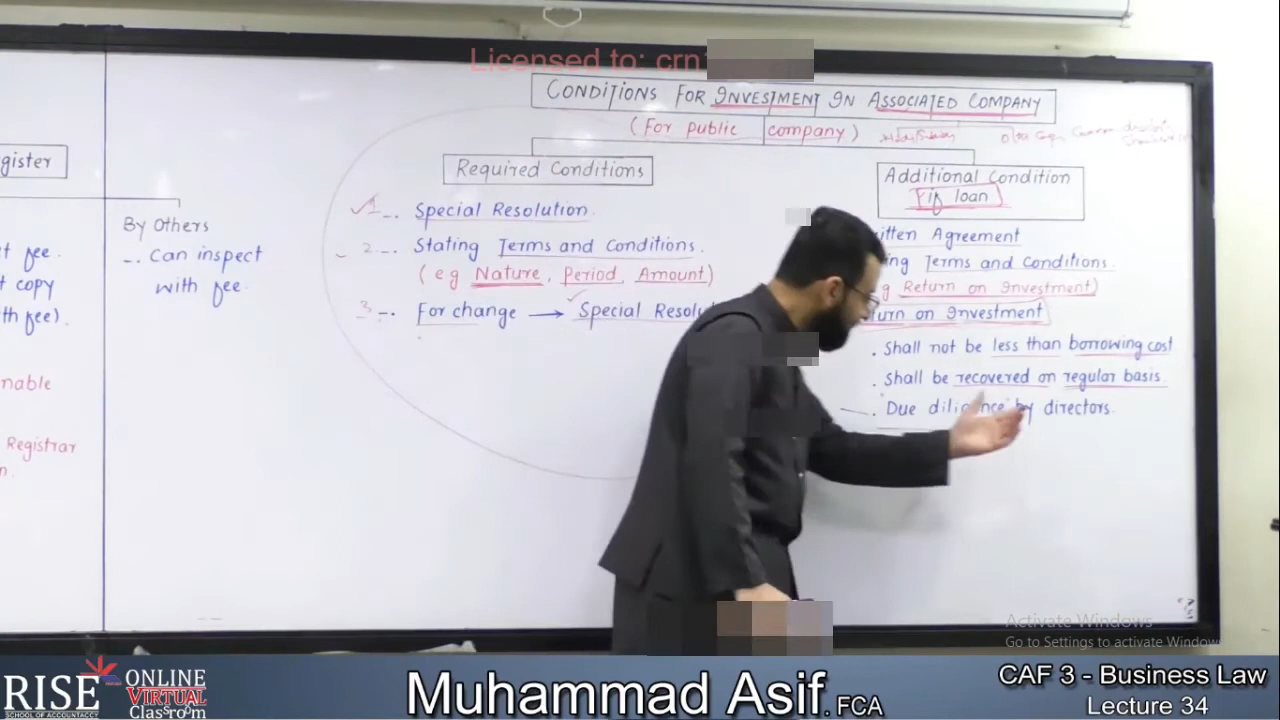 Licensed to: crn
CONDITIONS FOR INVESTMENT IN ASSOCIATED COMPANY
(For public company)
gister
By Others
t fee.
-. Can inspect
t copy
with fee.
th fee).
nable
Registrar
n.
Required Conditions
1-. Special Resolution.
2-. Stating Terms and Conditions.
(eg Nature, Period, Amount)
3-. For change → Special Resolu
Additional Condition
if loan
itten Agreement
ing Terms and Conditions.
g Return on Investment)
turn on Investment
. Shall not be less than borrowing cost
. Shall be recovered on regular basis.
. Due diligence by directors.
Activate Windows
Go to Settings to activate Window
RISE
SCHOOL OF ACCOUNTANCY
ONLINE
VIRTUAL
Classroom
Muhammad Asif. FCA
CAF 3 - Business Law
Lecture 34